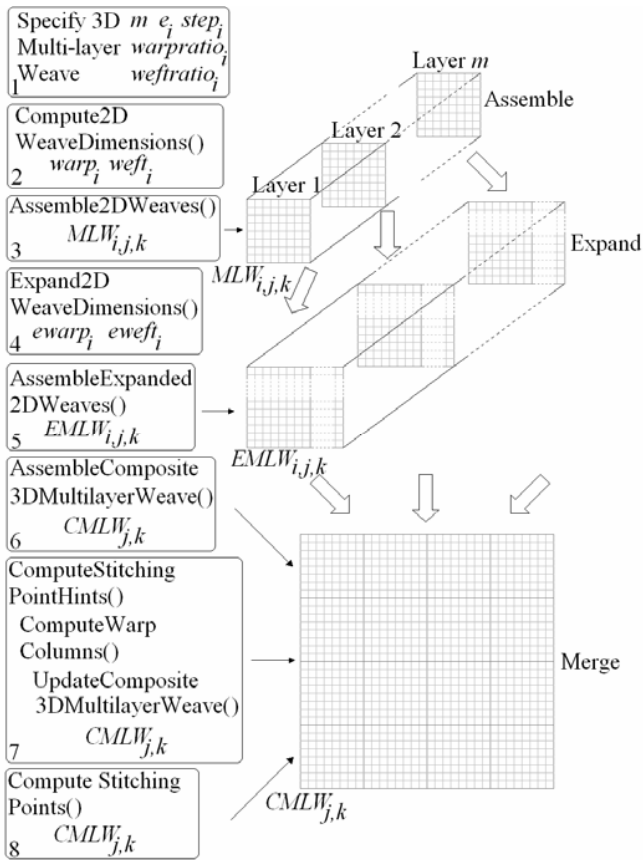 Specify 3D m e_i step_i
Multi-layer warpratio_i
Weave weftratio_i
1
Compute2D
WeaveDimensions()
warp_i weft_i
2
Assemble2DWeaves()
MLW_i,j,k
3
Expand2D
WeaveDimensions()
ewarp_i eweft_i
4
AssembleExpanded
2DWeaves()
EMLW_i,j,k
5
AssembleComposite
3DMultilayerWeave()
CMLW_j,k
6
ComputeStitching
PointHints()
ComputeWarp
Columns()
UpdateComposite
3DMultilayerWeave()
CMLW_j,k
7
Compute Stitching
Points()
CMLW_j,k
8
Layer m
Assemble
Layer 2
Layer 1
MLW_i,j,k
Expand
EMLW_i,j,k
Merge
CMLW_j,k